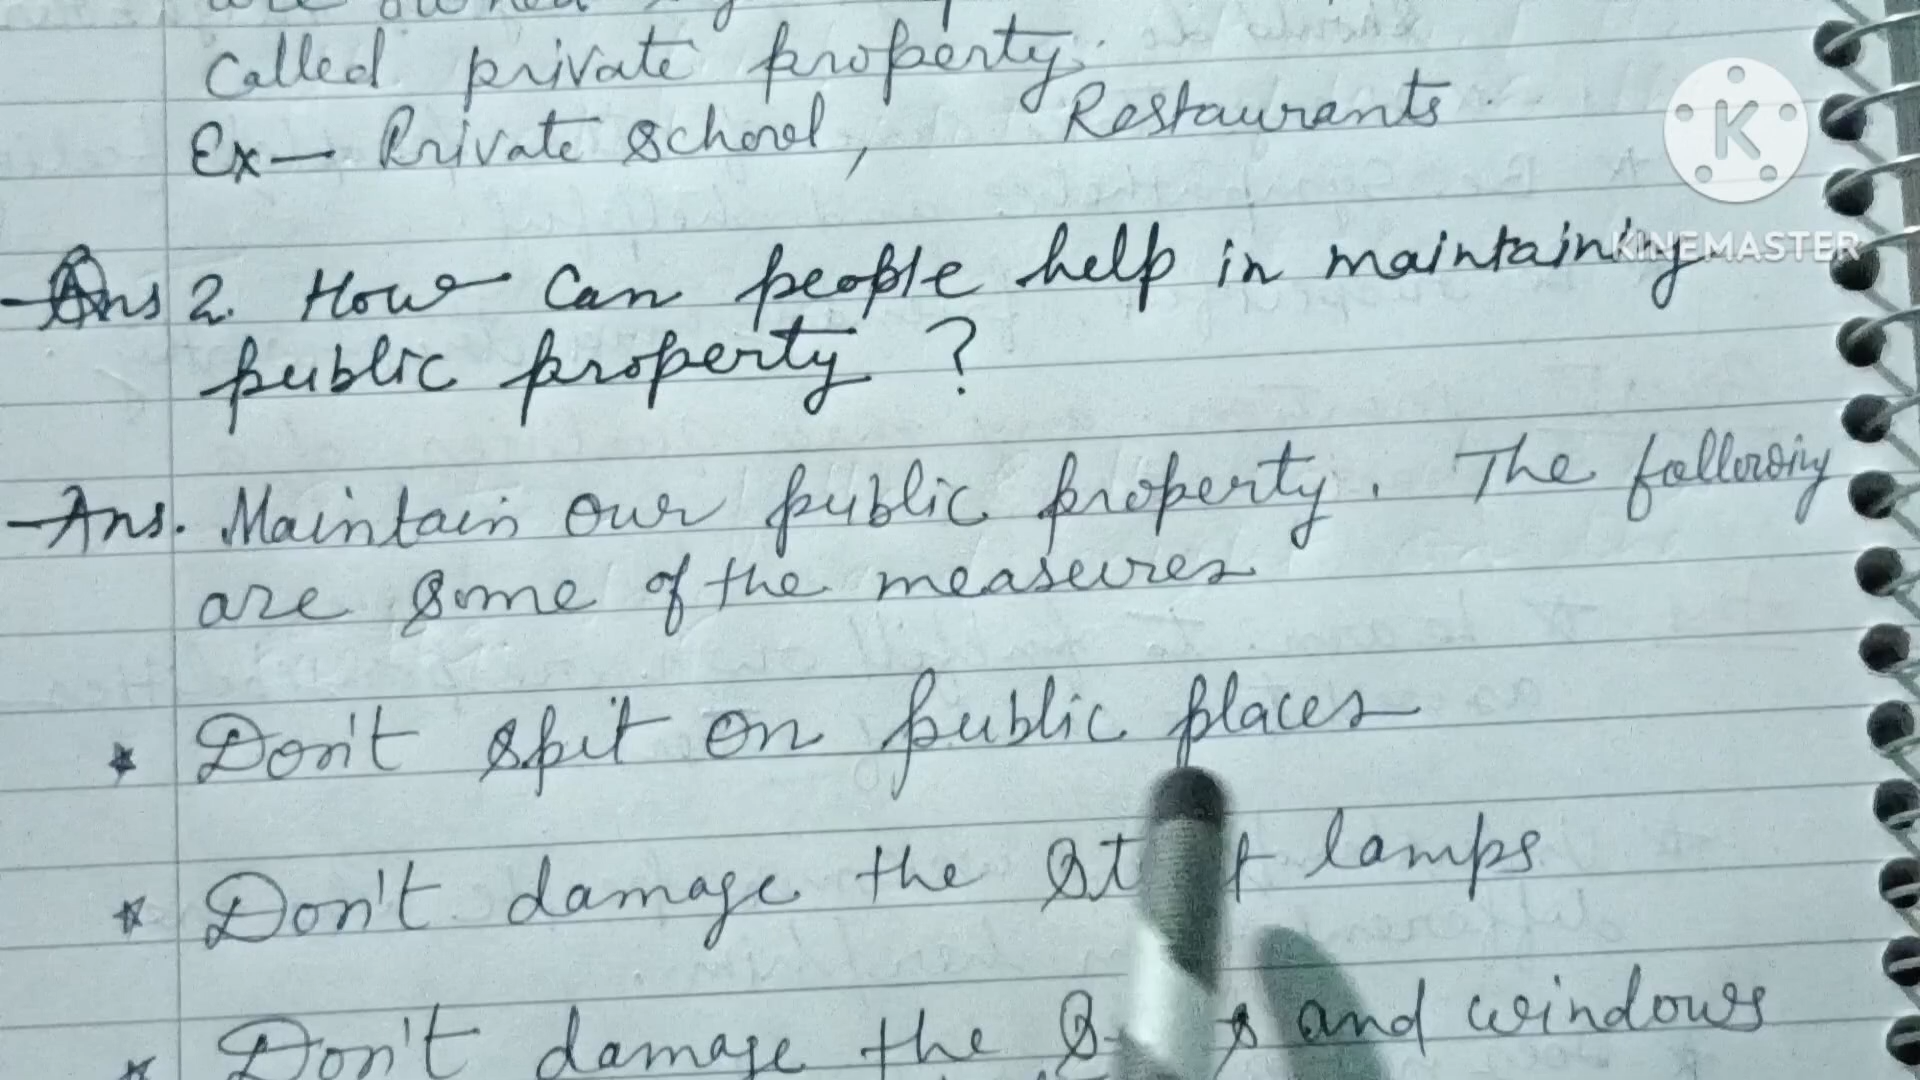 called private property.
Ex— Private school, Restaurants.
K
KINEMASTER
Ans 2. How can people help in maintaining
public property ?
Ans. Maintain our public property. The following
are some of the measures
* Don't spit on public places
* Don't damage the lamps
* Don't damage the and windows